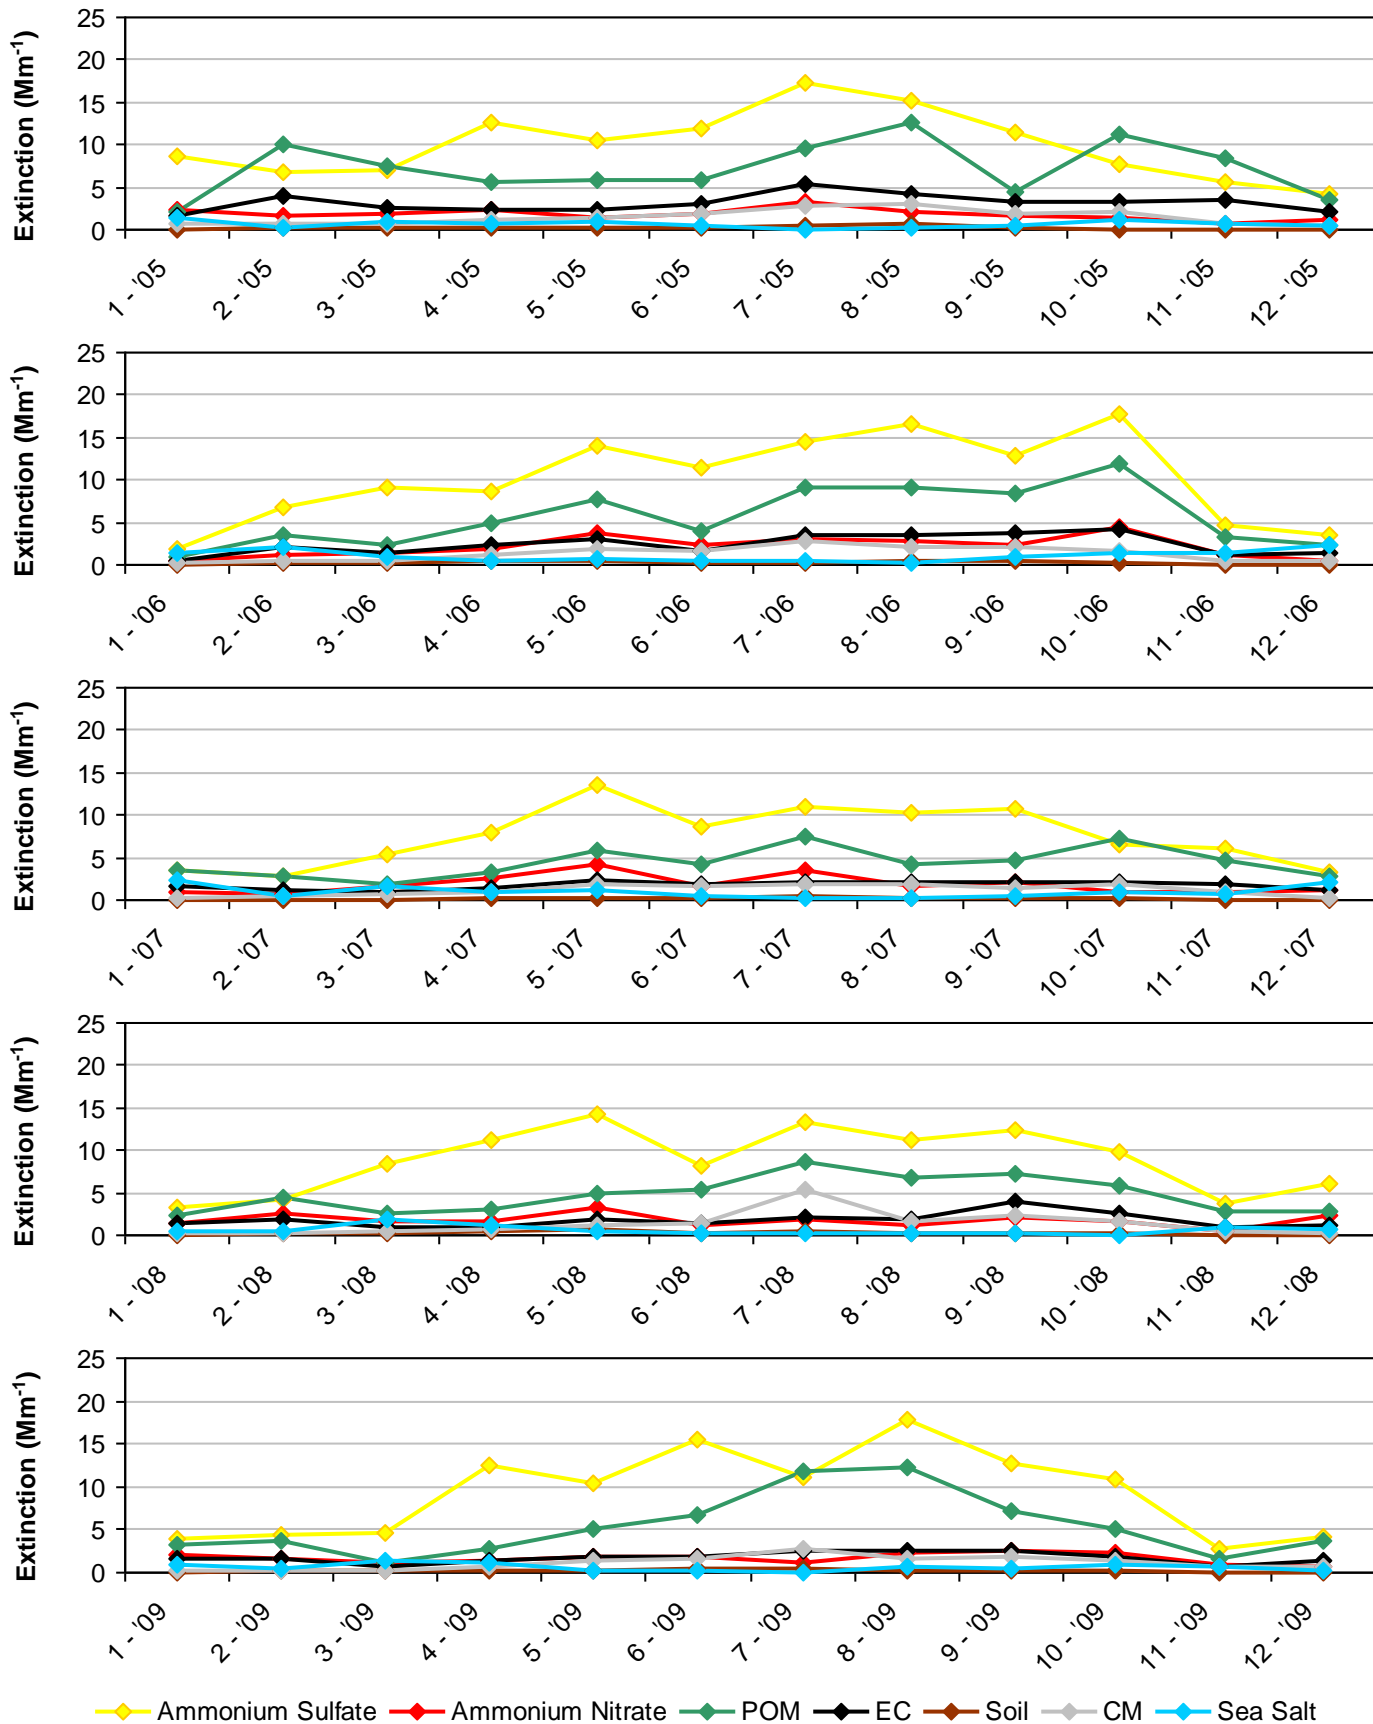 Extinction (Mm⁻¹)
25
20
15
10
5
0
1 - '05 2 - '05 3 - '05 4 - '05 5 - '05 6 - '05 7 - '05 8 - '05 9 - '05 10 - '05 11 - '05 12 - '05
Extinction (Mm⁻¹)
25
20
15
10
5
0
1 - '06 2 - '06 3 - '06 4 - '06 5 - '06 6 - '06 7 - '06 8 - '06 9 - '06 10 - '06 11 - '06 12 - '06
Extinction (Mm⁻¹)
25
20
15
10
5
0
1 - '07 2 - '07 3 - '07 4 - '07 5 - '07 6 - '07 7 - '07 8 - '07 9 - '07 10 - '07 11 - '07 12 - '07
Extinction (Mm⁻¹)
25
20
15
10
5
0
1 - '08 2 - '08 3 - '08 4 - '08 5 - '08 6 - '08 7 - '08 8 - '08 9 - '08 10 - '08 11 - '08 12 - '08
Extinction (Mm⁻¹)
25
20
15
10
5
0
1 - '09 2 - '09 3 - '09 4 - '09 5 - '09 6 - '09 7 - '09 8 - '09 9 - '09 10 - '09 11 - '09 12 - '09
Ammonium Sulfate Ammonium Nitrate POM EC Soil CM Sea Salt